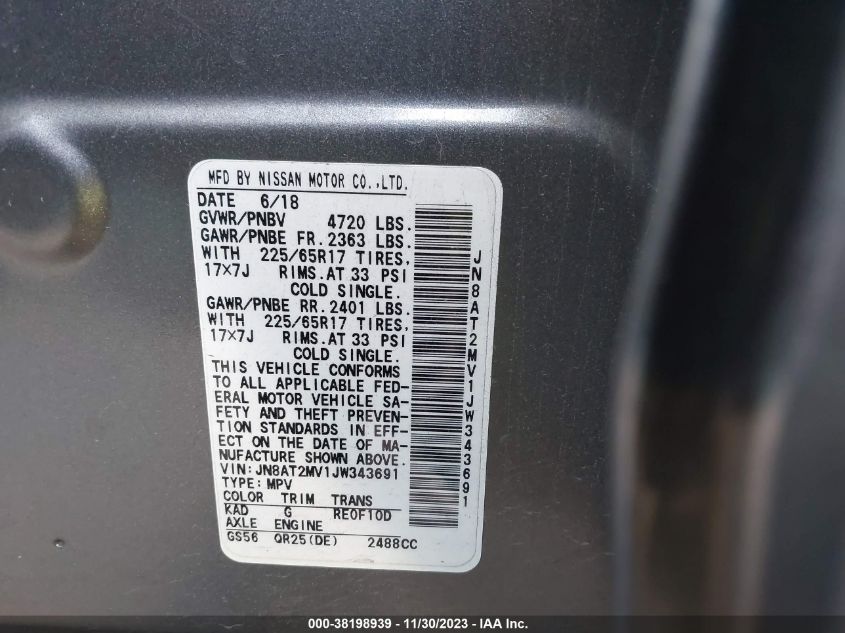 MFD BY NISSAN MOTOR CO.,LTD.
DATE 6/18
GVWR/PNBV 4720 LBS.
GAWR/PNBE FR.2363 LBS.
WITH 225/65R17 TIRES,
17×7J RIMS.AT 33 PSI
COLD SINGLE.
GAWR/PNBE RR.2401 LBS.
WITH 225/65R17 TIRES,
17×7J RIMS.AT 33 PSI
COLD SINGLE.
THIS VEHICLE CONFORMS
TO ALL APPLICABLE FED-
ERAL MOTOR VEHICLE SA-
FETY AND THEFT PREVEN-
TION STANDARDS IN EFF-
ECT ON THE DATE OF MA-
NUFACTURE SHOWN ABOVE.
VIN:JN8AT2MV1JW343691
TYPE:MPV
COLOR TRIM TRANS
KAD G RE0F10D
AXLE ENGINE
GS56 QR25(DE) 2488CC
JN8AT2MV1JW343691
000-38198939 - 11/30/2023 - IAA Inc.